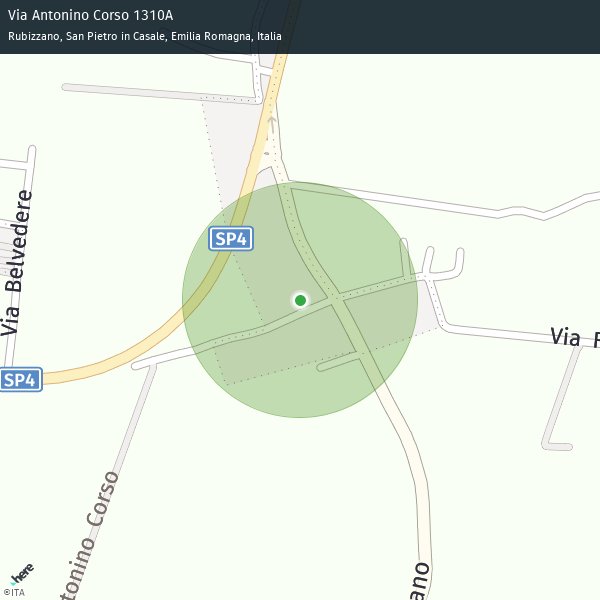 Via Antonino Corso 1310A
Rubizzano, San Pietro in Casale, Emilia Romagna, Italia
Via Belvedere
SP4
SP4
Via
tonino Corso
ano
here
©ITA